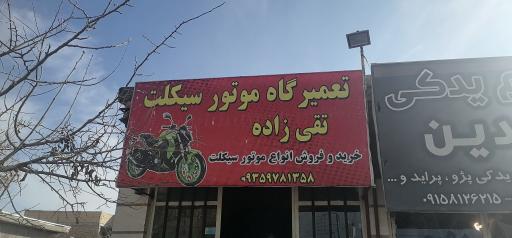 تعمیرگاه موتور سیکلت
تقی زاده
خرید و فروش انواع موتور سیکلت
۰۹۳۵۹۷۸۱۳۵۸
یدکی
دین
یدکی پژو . پراید و ...
۰۹۱۵۸۱۲۶۲۱۵